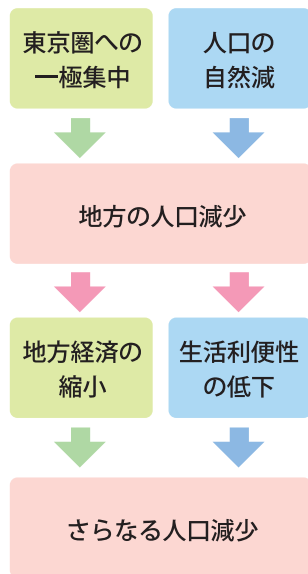 東京圏への
一極集中
人口の
自然減
地方の人口減少
地方経済の
縮小
生活利便性
の低下
さらなる人口減少